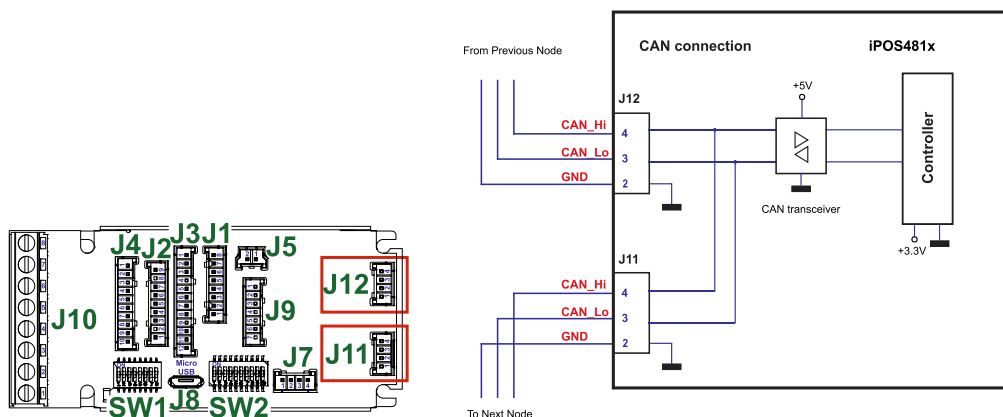 J4
J2
J3
J1
J5
J12
J10
J9
J11
J7
Micro
USB
ON
SW1
J8
SW2
CAN connection
iPOS481x
From Previous Node
+5V
J12
CAN_Hi
4
CAN_Lo
3
GND
2
Controller
CAN transceiver
+3.3V
J11
CAN_Hi
4
CAN_Lo
3
GND
2
To Next Node